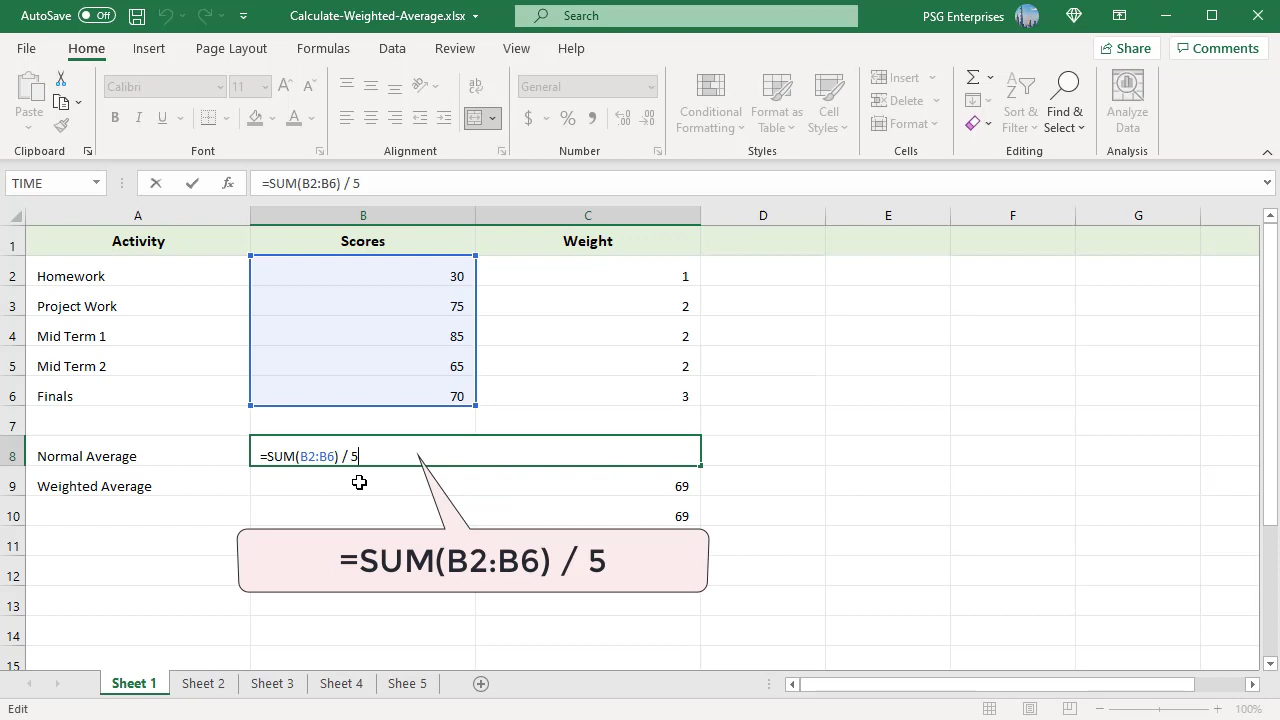 AutoSave Off Calculate-Weighted-Average.xlsx Search PSG Enterprises
File Home Insert Page Layout Formulas Data Review View Help Share Comments
Paste
Clipboard
Calibri 11
B I U
A A
Font
ab
Alignment
General
$ %
Number
Conditional Formatting
Format as Table
Cell Styles
Styles
Insert
Delete
Format
Cells
Sort & Filter
Find & Select
Editing
Analyze Data
Analysis
TIME fx =SUM(B2:B6) / 5
A B C D E F G
1 Activity Scores Weight
2 Homework 30 1
3 Project Work 75 2
4 Mid Term 1 85 2
5 Mid Term 2 65 2
6 Finals 70 3
7
8 Normal Average =SUM(B2:B6) / 5
9 Weighted Average 69
10 69
11
=SUM(B2:B6) / 5
12
13
14
15
Sheet 1 Sheet 2 Sheet 3 Sheet 4 Shee 5
Edit 100%